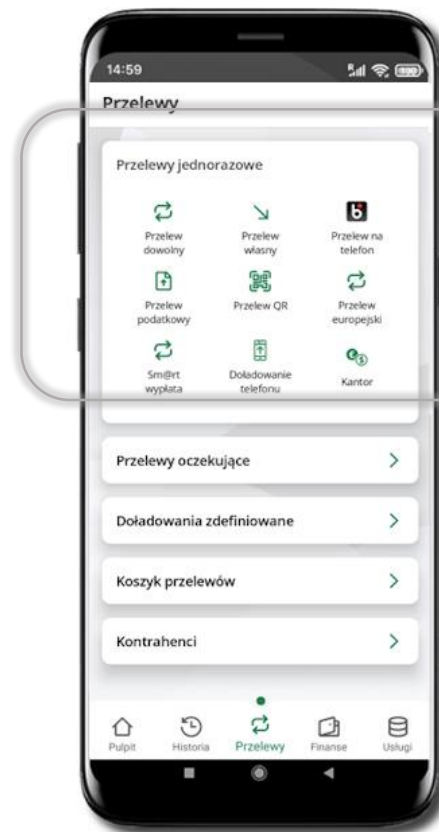 14:59
Przelewy
Przelewy jednorazowe
Przelew
dowolny
Przelew
własny
Przelew na
telefon
Przelew
podatkowy
Przelew QR
Przelew
europejski
Sm@rt
wypłata
Doładowanie
telefonu
Kantor
Przelewy oczekujące
Doładowania zdefiniowane
Koszyk przelewów
Kontrahenci
Pulpit
Historia
Przelewy
Finanse
Usługi